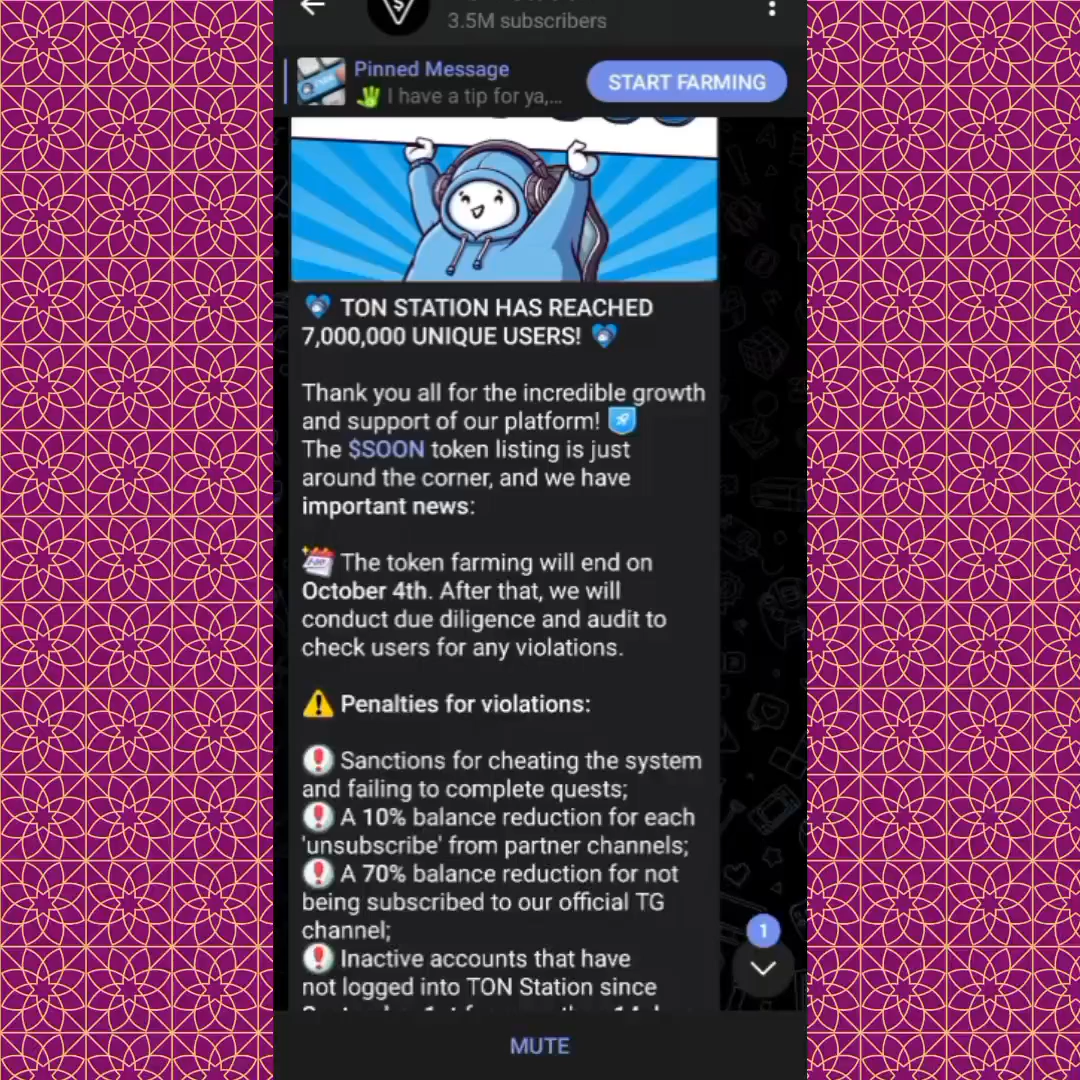 3.5M subscribers
Pinned Message
I have a tip for ya,...
START FARMING
TON STATION HAS REACHED
7,000,000 UNIQUE USERS!
Thank you all for the incredible growth
and support of our platform!
The $SOON token listing is just
around the corner, and we have
important news:
The token farming will end on
October 4th. After that, we will
conduct due diligence and audit to
check users for any violations.
Penalties for violations:
Sanctions for cheating the system
and failing to complete quests;
A 10% balance reduction for each
'unsubscribe' from partner channels;
A 70% balance reduction for not
being subscribed to our official TG
channel;
Inactive accounts that have
not logged into TON Station since
1
MUTE